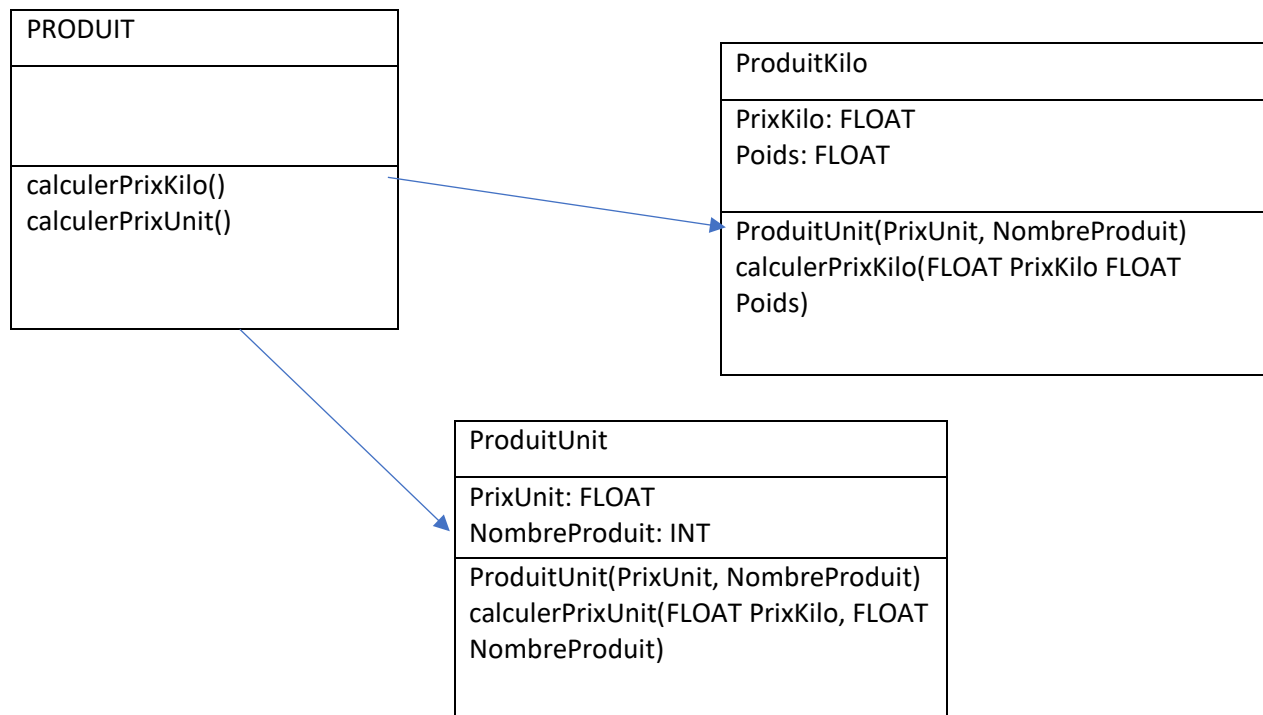 PRODUIT
calculerPrixKilo()
calculerPrixUnit()
ProduitKilo
PrixKilo: FLOAT
Poids: FLOAT
ProduitUnit(PrixUnit, NombreProduit)
calculerPrixKilo(FLOAT PrixKilo FLOAT
Poids)
ProduitUnit
PrixUnit: FLOAT
NombreProduit: INT
ProduitUnit(PrixUnit, NombreProduit)
calculerPrixUnit(FLOAT PrixKilo, FLOAT
NombreProduit)